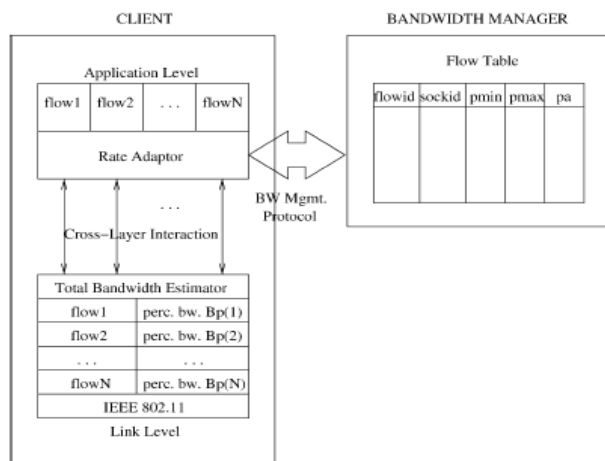 CLIENT
BANDWIDTH MANAGER
Application Level
flow1 flow2 . . . flowN
Rate Adaptor
Flow Table
flowid sockid pmin pmax pa
BW Mgmt.
Protocol
. . .
Cross-Layer Interaction
Total Bandwidth Estimator
flow1 perc. bw. Bp(1)
flow2 perc. bw. Bp(2)
. . . . . .
flowN perc. bw. Bp(N)
IEEE 802.11
Link Level